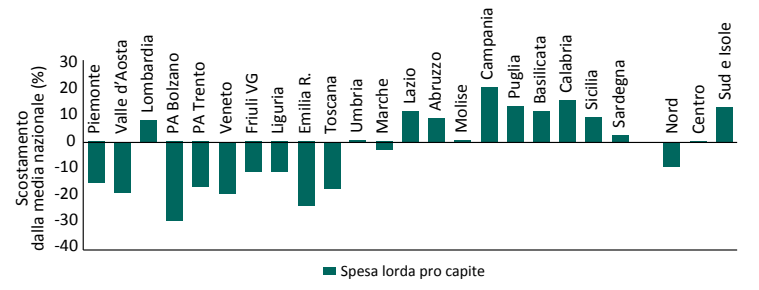 Scostamento
dalla media nazionale (%)
30
20
10
0
-10
-20
-30
-40
Piemonte
Valle d'Aosta
Lombardia
PA Bolzano
PA Trento
Veneto
Friuli VG
Liguria
Emilia R.
Toscana
Umbria
Marche
Lazio
Abruzzo
Molise
Campania
Puglia
Basilicata
Calabria
Sicilia
Sardegna
Nord
Centro
Sud e Isole
Spesa lorda pro capite